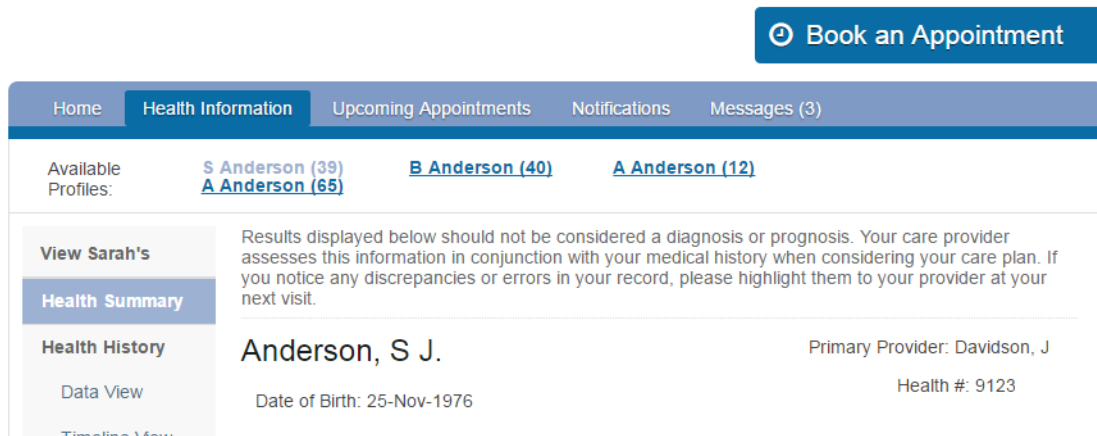 Book an Appointment
Home Health Information Upcoming Appointments Notifications Messages (3)
Available Profiles:
S Anderson (39) B Anderson (40) A Anderson (12)
A Anderson (65)
View Sarah's
Health Summary
Health History
Data View
Timeline View
Results displayed below should not be considered a diagnosis or prognosis. Your care provider
assesses this information in conjunction with your medical history when considering your care plan. If
you notice any discrepancies or errors in your record, please highlight them to your provider at your
next visit.
Anderson, S J.
Primary Provider: Davidson, J
Date of Birth: 25-Nov-1976
Health #: 9123